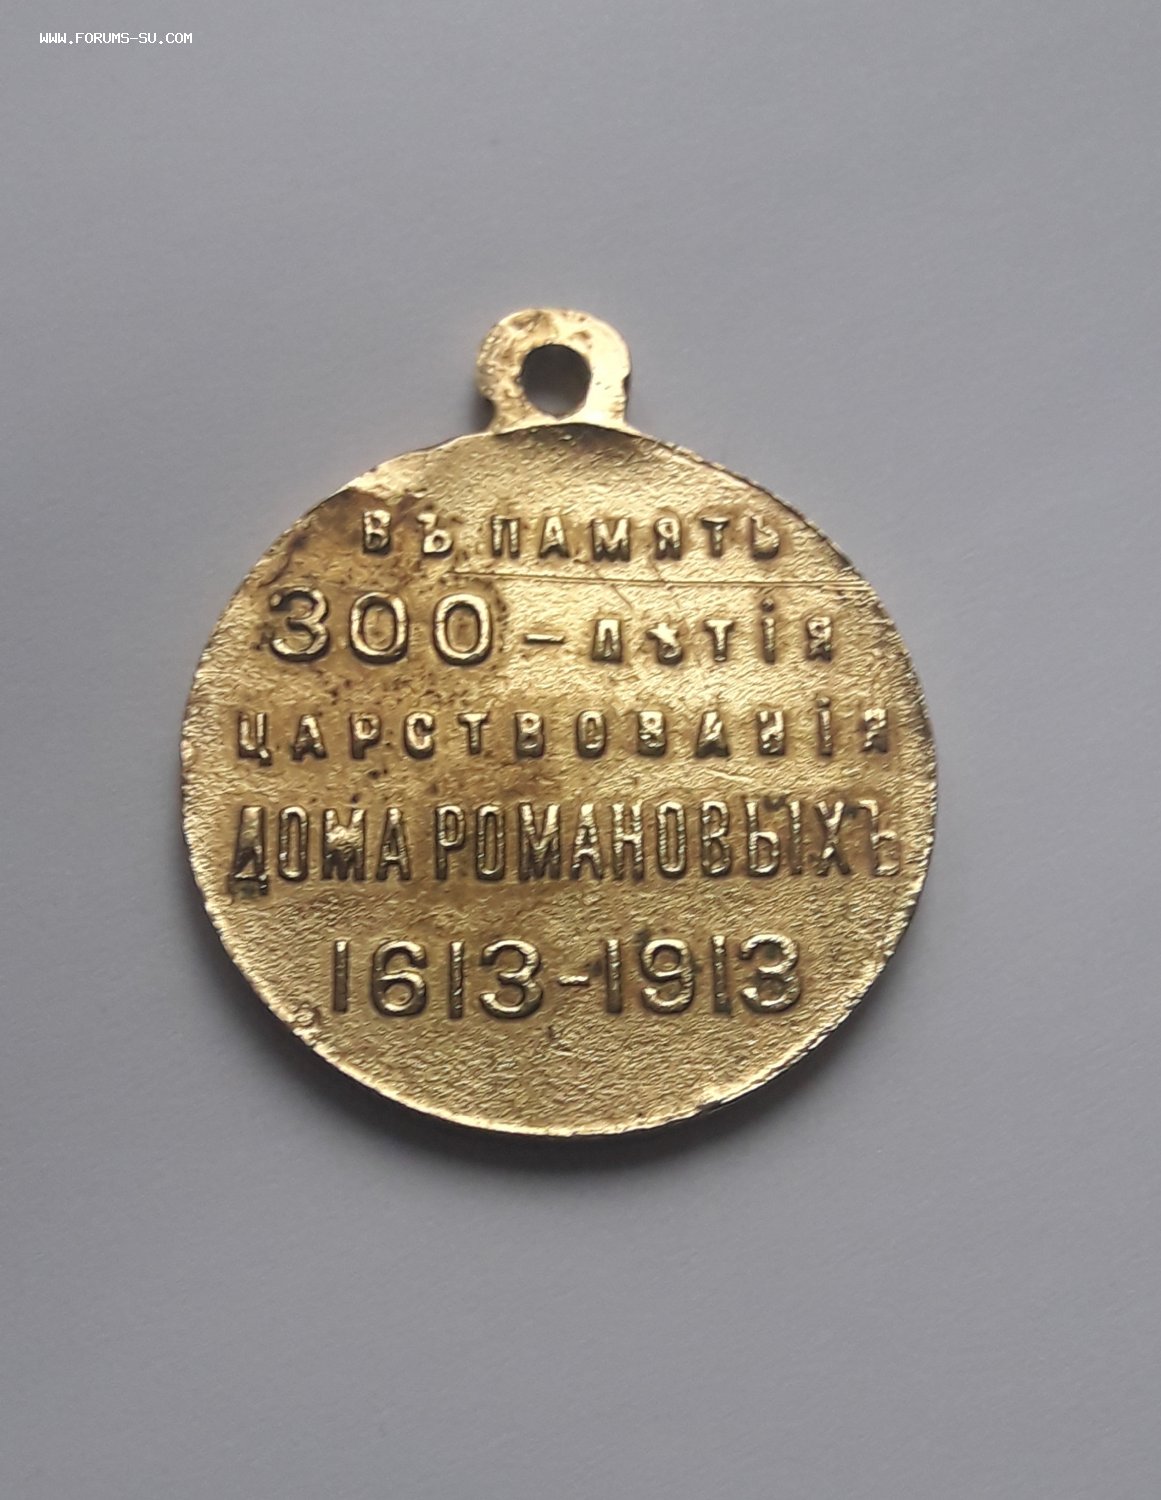 WWW.FORUMS-SU.COM
ВЪ ПАМЯТЬ
300-ЛѢТІЯ
ЦАРСТВОВАНІЯ
ДОМА РОМАНОВЫХЪ
1613-1913